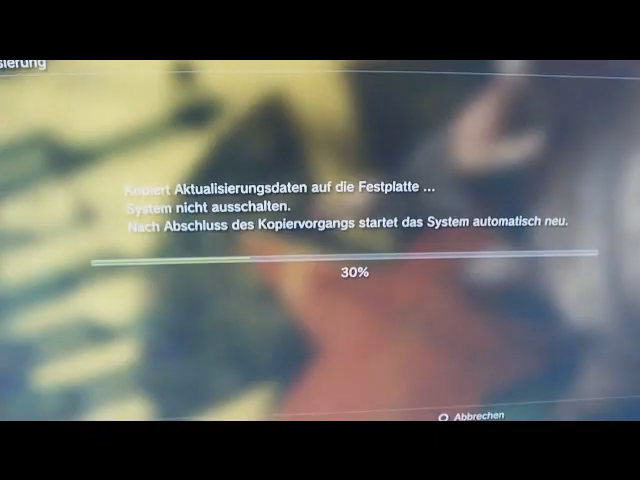 sierung
Kopiert Aktualisierungsdaten auf die Festplatte ...
System nicht ausschalten.
Nach Abschluss des Kopiervorgangs startet das System automatisch neu.
30%
Abbrechen